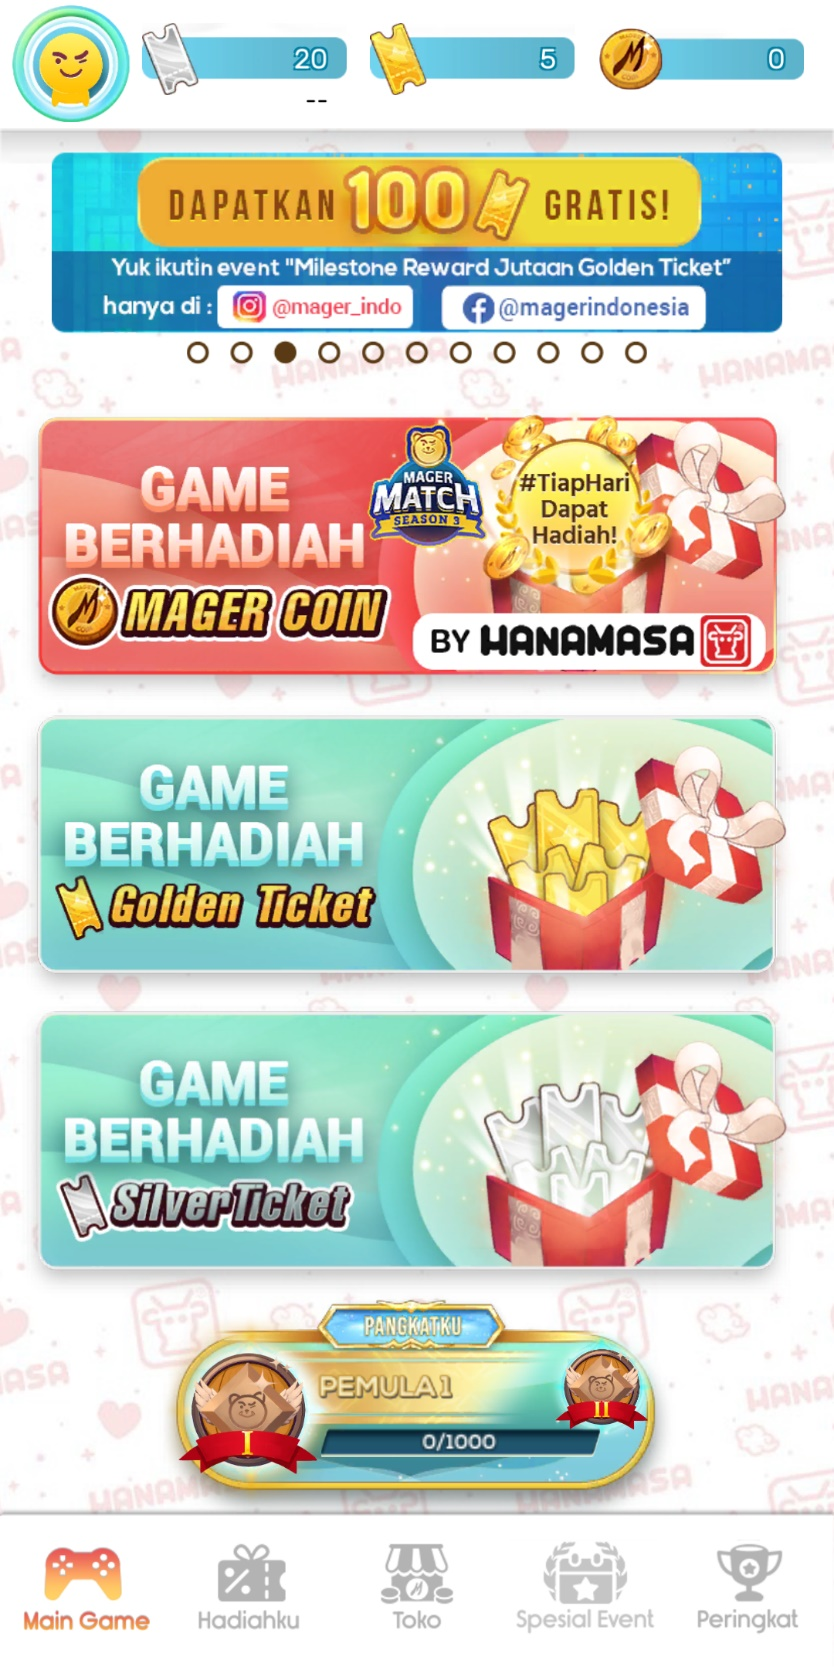 20
5
0
--
DAPATKAN 100 GRATIS!
Yuk ikutin event "Milestone Reward Jutaan Golden Ticket"
hanya di : @mager_indo @magerindonesia
GAME
BERHADIAH
MAGER COIN
MAGER
MATCH
SEASON 3
#TiapHari
Dapat
Hadiah!
BY HANAMASA
GAME
BERHADIAH
Golden Ticket
GAME
BERHADIAH
Silver Ticket
PANGKATKU
PEMULA 1
I
II
0/1000
Main Game
Hadiahku
Toko
Spesial Event
Peringkat